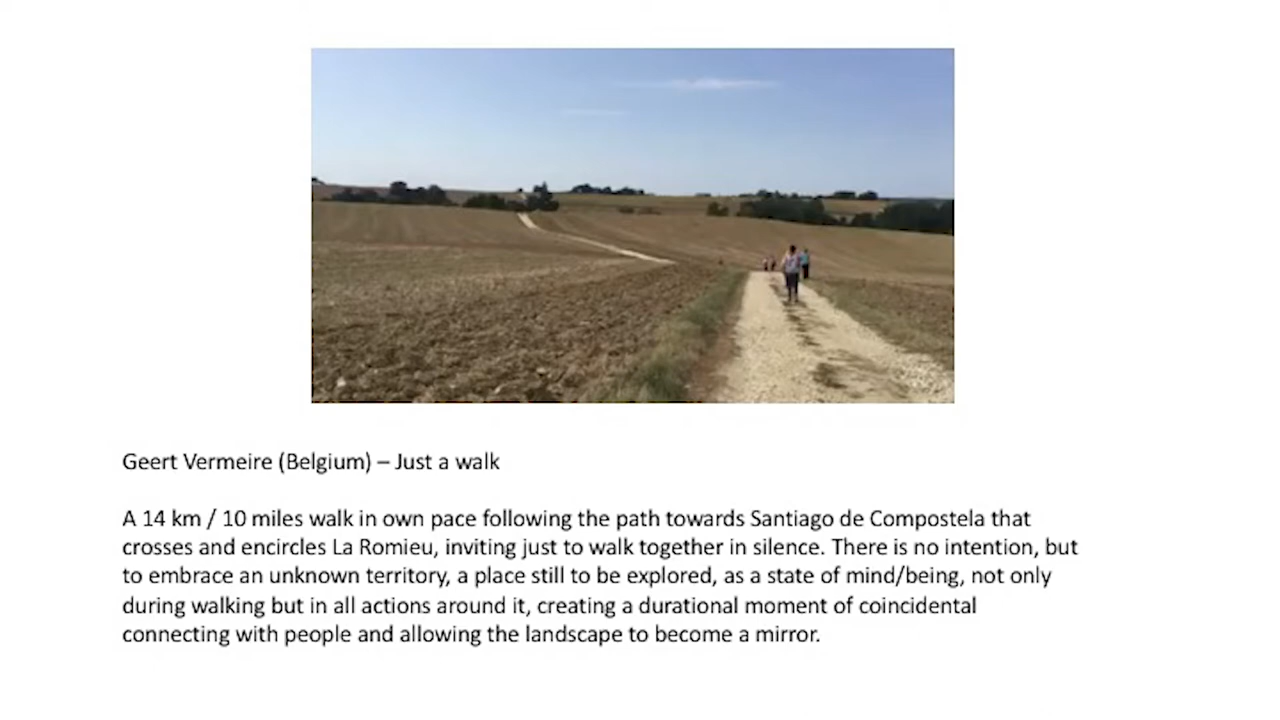 Geert Vermeire (Belgium) – Just a walk
A 14 km / 10 miles walk in own pace following the path towards Santiago de Compostela that
crosses and encircles La Romieu, inviting just to walk together in silence. There is no intention, but
to embrace an unknown territory, a place still to be explored, as a state of mind/being, not only
during walking but in all actions around it, creating a durational moment of coincidental
connecting with people and allowing the landscape to become a mirror.